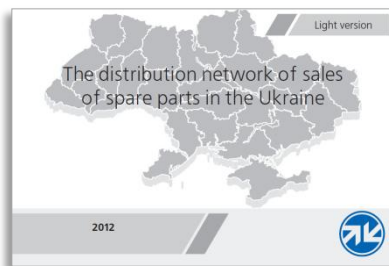 Light version
The distribution network of sales
of spare parts in the Ukraine
2012